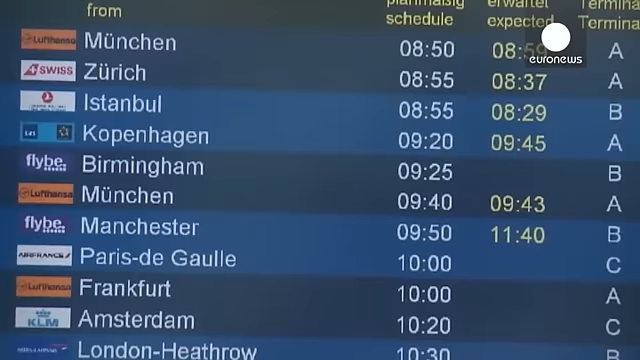 from planmäßig erwartet Terminal
schedule expected Termina
Lufthansa München 08:50 08:59 A
euronews
SWISS Zürich 08:55 08:37 A
Istanbul 08:55 08:29 B
Kopenhagen 09:20 09:45 A
flybe. Birmingham 09:25 B
Lufthansa München 09:40 09:43 A
flybe. Manchester 09:50 11:40 B
AIRFRANCE Paris-de Gaulle 10:00 C
Lufthansa Frankfurt 10:00 A
KLM Amsterdam 10:20 C
London-Heathrow 10:30 B